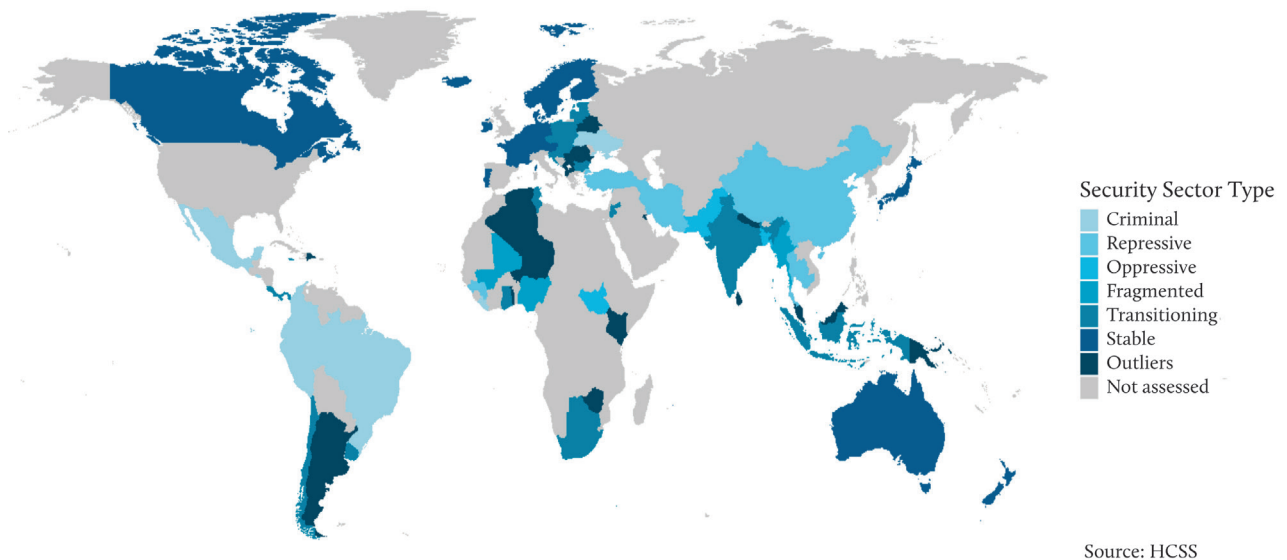 Security Sector Type
Criminal
Repressive
Oppressive
Fragmented
Transitioning
Stable
Outliers
Not assessed
Source: HCSS